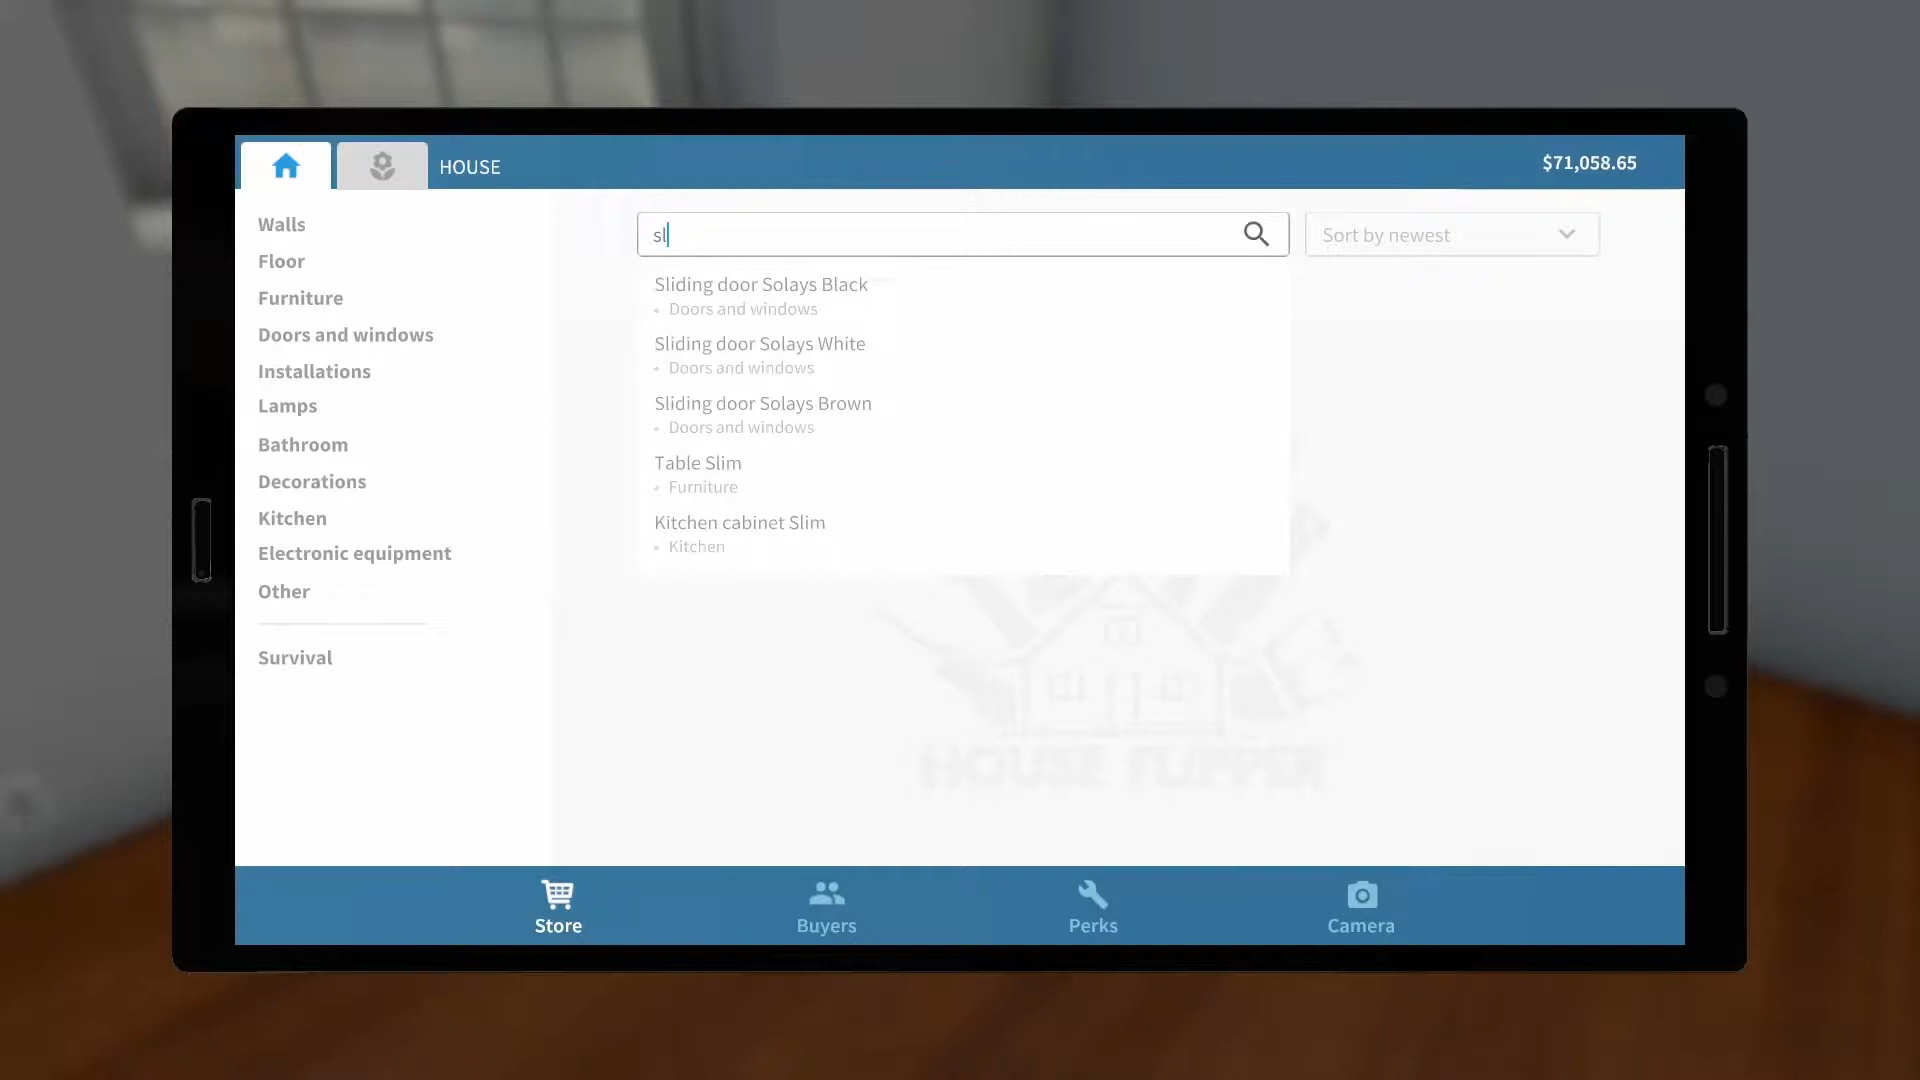 HOUSE
$71,058.65
Walls
Floor
Furniture
Doors and windows
Installations
Lamps
Bathroom
Decorations
Kitchen
Electronic equipment
Other
Survival
sl
Sort by newest
Sliding door Solays Black
Doors and windows
Sliding door Solays White
Doors and windows
Sliding door Solays Brown
Doors and windows
Table Slim
Furniture
Kitchen cabinet Slim
Kitchen
HOUSE FLIPPER
Store
Buyers
Perks
Camera